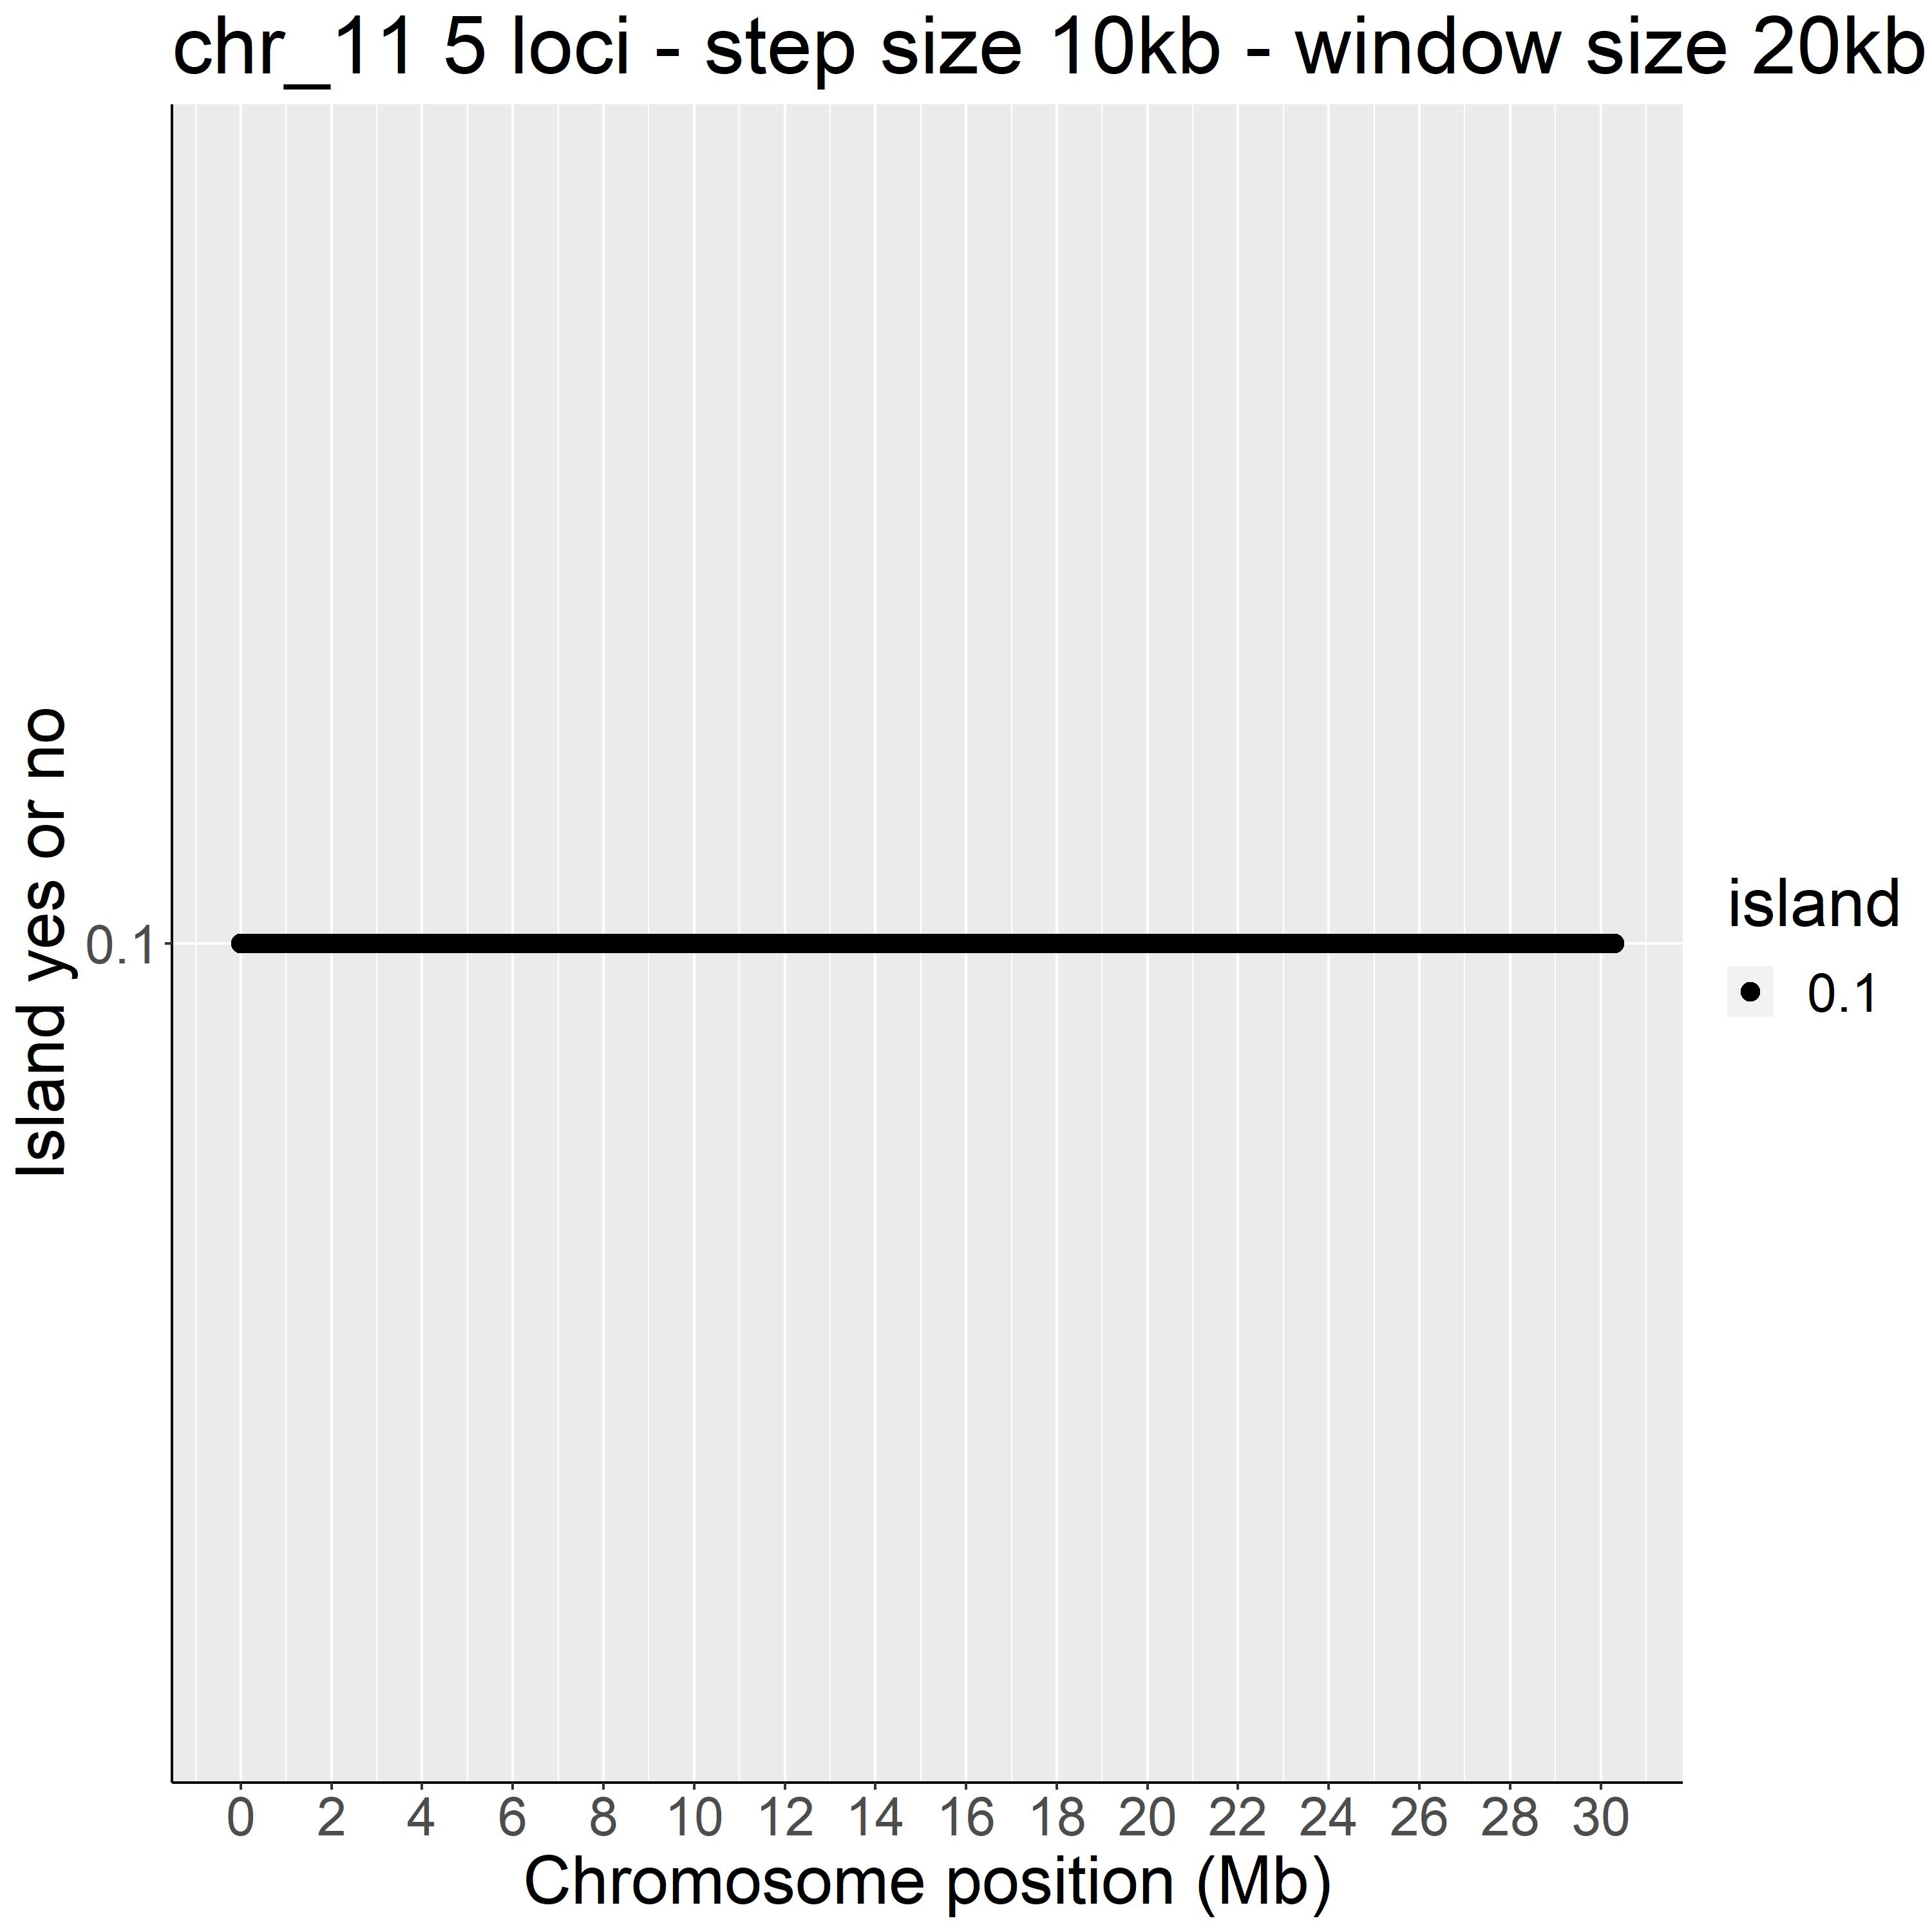 chr_11 5 loci - step size 10kb - window size 20kb
Island yes or no
0.1
island
0.1
0 2 4 6 8 10 12 14 16 18 20 22 24 26 28 30
Chromosome position (Mb)